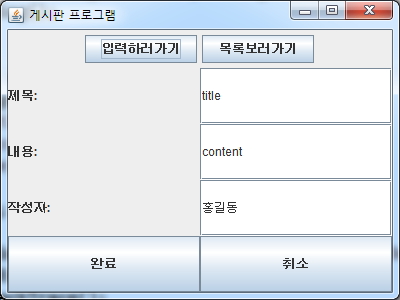 게시판 프로그램
입력하러가기 목록보러가기
제목: title
내용: content
작성자: 홍길동
완료 취소